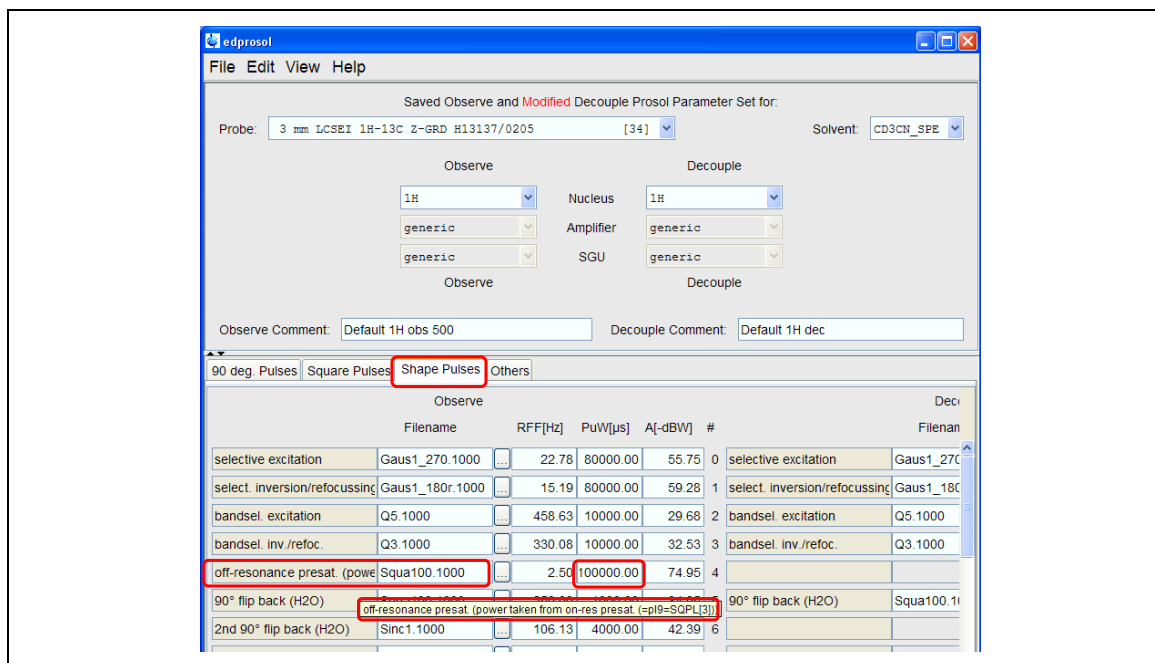 edprosol
File Edit View Help
Saved Observe and Modified Decouple Prosol Parameter Set for:
Probe: 3 mm LCSEI 1H-13C Z-GRD H13137/0205 [34] Solvent: CD3CN_SPE
Observe Decouple
1H Nucleus 1H
generic Amplifier generic
generic SGU generic
Observe Decouple
Observe Comment: Default 1H obs 500 Decouple Comment: Default 1H dec
90 deg. Pulses Square Pulses Shape Pulses Others
Observe Dec
Filename RFF[Hz] PuW[µs] A[-dBW] # Filenam
selective excitation Gaus1_270.1000 ... 22.78 80000.00 55.75 0 selective excitation Gaus1_270
select. inversion/refocussing Gaus1_180r.1000 ... 15.19 80000.00 59.28 1 select. inversion/refocussing Gaus1_180
bandsel. excitation Q5.1000 ... 458.63 10000.00 29.68 2 bandsel. excitation Q5.1000
bandsel. inv./refoc. Q3.1000 ... 330.08 10000.00 32.53 3 bandsel. inv./refoc. Q3.1000
off-resonance presat. (powe Squa100.1000 ... 2.50 100000.00 74.95 4
90° flip back (H2O) 5 90° flip back (H2O) Squa100.1
off-resonance presat. (power taken from on-res presat. (=pl9=SQPL[3]))
2nd 90° flip back (H2O) Sinc1.1000 ... 106.13 4000.00 42.39 6